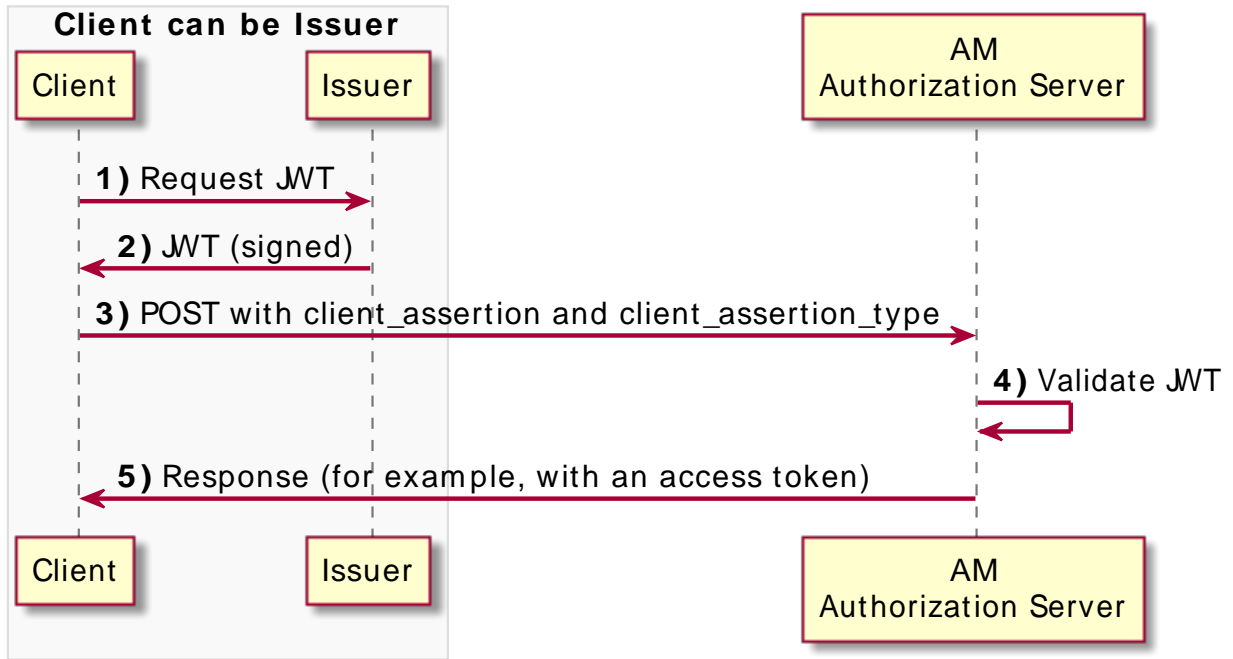 Client can be Issuer
Client
Issuer
AM
Authorization Server
1) Request JWT
2) JWT (signed)
3) POST with client_assertion and client_assertion_type
4) Validate JWT
5) Response (for example, with an access token)
Client
Issuer
AM
Authorization Server